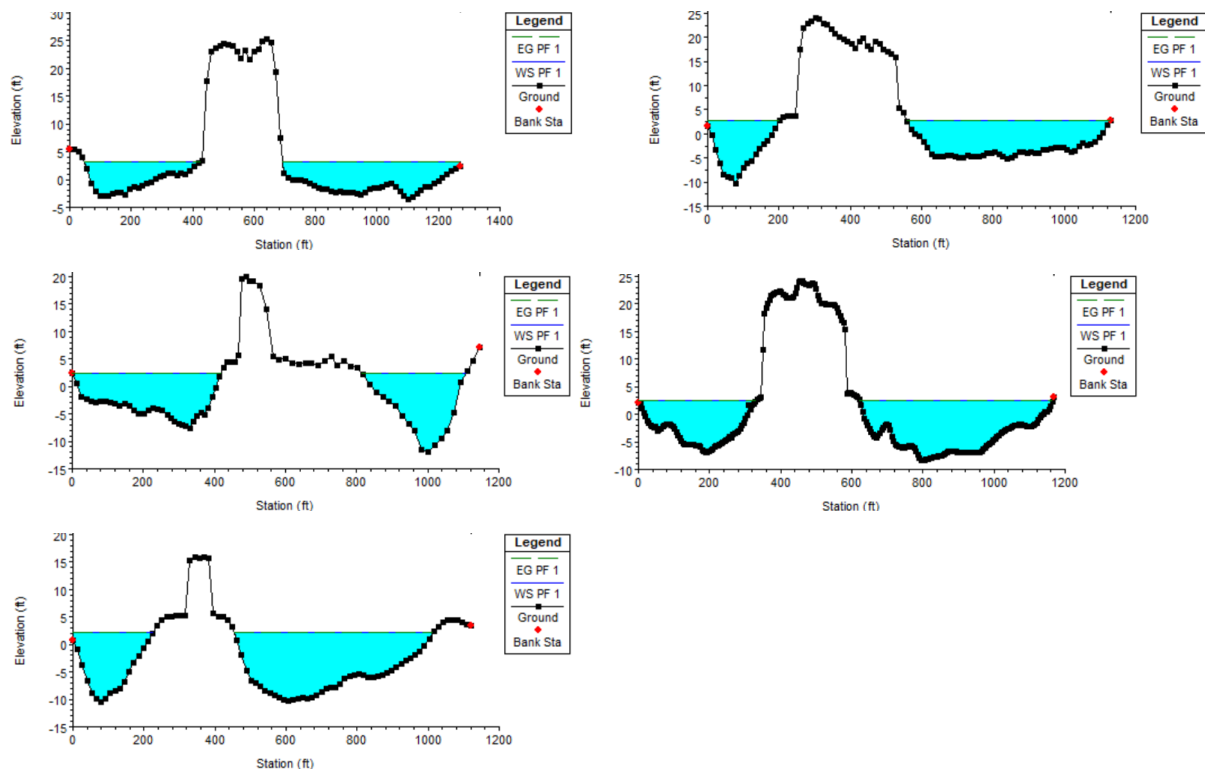 30
25
20
15
10
5
0
-5
0 200 400 600 800 1000 1200 1400
Elevation (ft)
Station (ft)
Legend
EG PF 1
WS PF 1
Ground
Bank Sta
25
20
15
10
5
0
-5
-10
-15
0 200 400 600 800 1000 1200
Elevation (ft)
Station (ft)
Legend
EG PF 1
WS PF 1
Ground
Bank Sta
20
15
10
5
0
-5
-10
-15
0 200 400 600 800 1000 1200
Elevation (ft)
Station (ft)
Legend
EG PF 1
WS PF 1
Ground
Bank Sta
25
20
15
10
5
0
-5
-10
0 200 400 600 800 1000 1200
Elevation (ft)
Station (ft)
Legend
EG PF 1
WS PF 1
Ground
Bank Sta
20
15
10
5
0
-5
-10
-15
0 200 400 600 800 1000 1200
Elevation (ft)
Station (ft)
Legend
EG PF 1
WS PF 1
Ground
Bank Sta